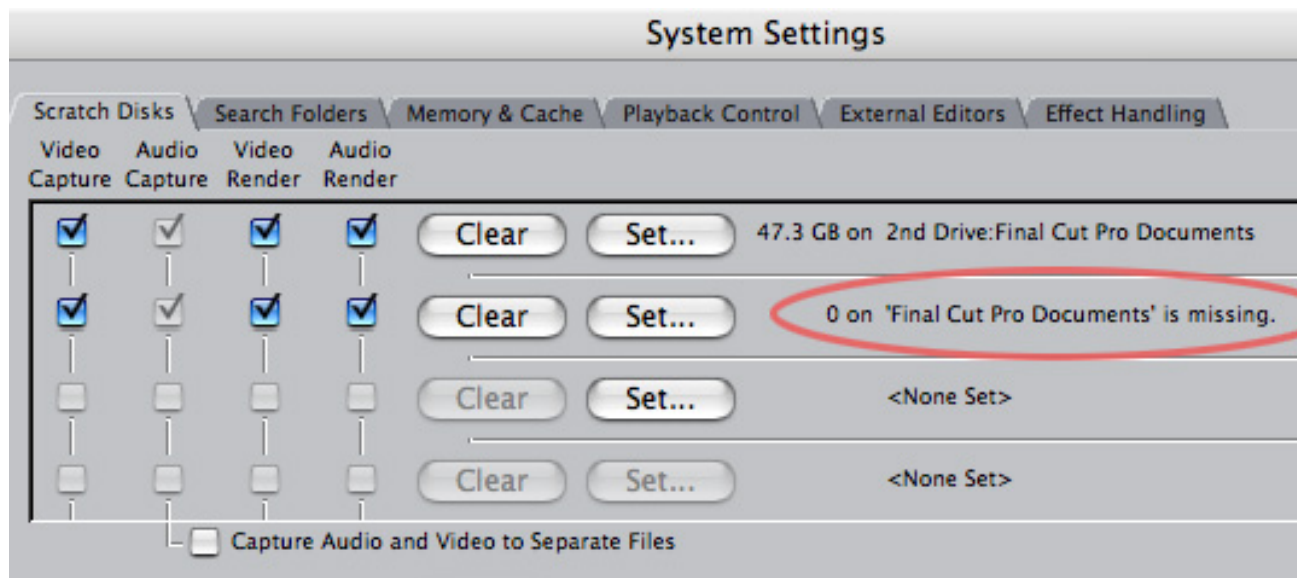 System Settings
Scratch Disks Search Folders Memory & Cache Playback Control External Editors Effect Handling
Video Audio Video Audio
Capture Capture Render Render
Clear Set... 47.3 GB on 2nd Drive:Final Cut Pro Documents
Clear Set... 0 on 'Final Cut Pro Documents' is missing.
Clear Set... <None Set>
Clear Set... <None Set>
Capture Audio and Video to Separate Files